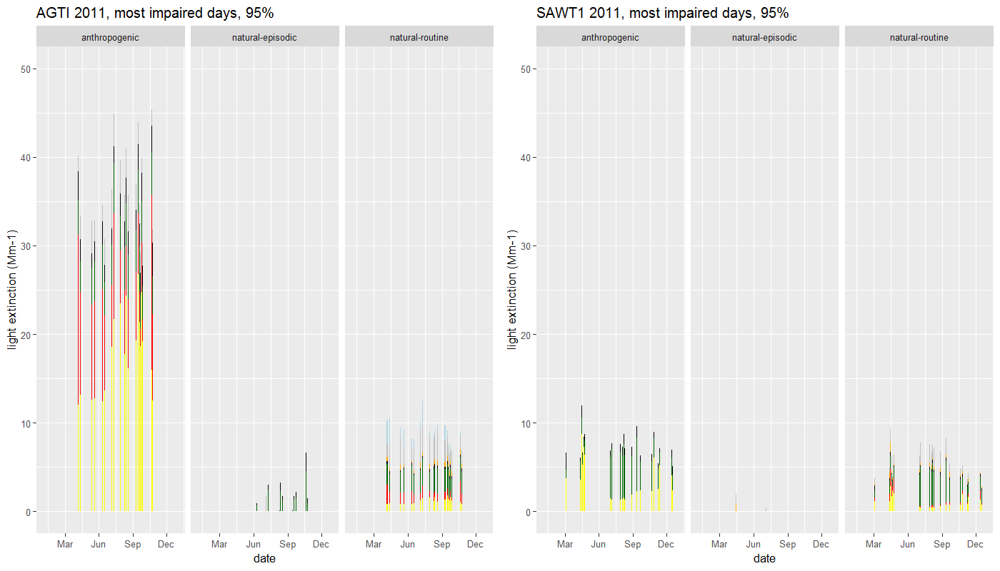 AGTI 2011, most impaired days, 95%
anthropogenic
natural-episodic
natural-routine
50
40
30
20
10
0
light extinction (Mm-1)
Mar Jun Sep Dec
Mar Jun Sep Dec
Mar Jun Sep Dec
date
SAWT1 2011, most impaired days, 95%
anthropogenic
natural-episodic
natural-routine
50
40
30
20
10
0
light extinction (Mm-1)
Mar Jun Sep Dec
Mar Jun Sep Dec
Mar Jun Sep Dec
date